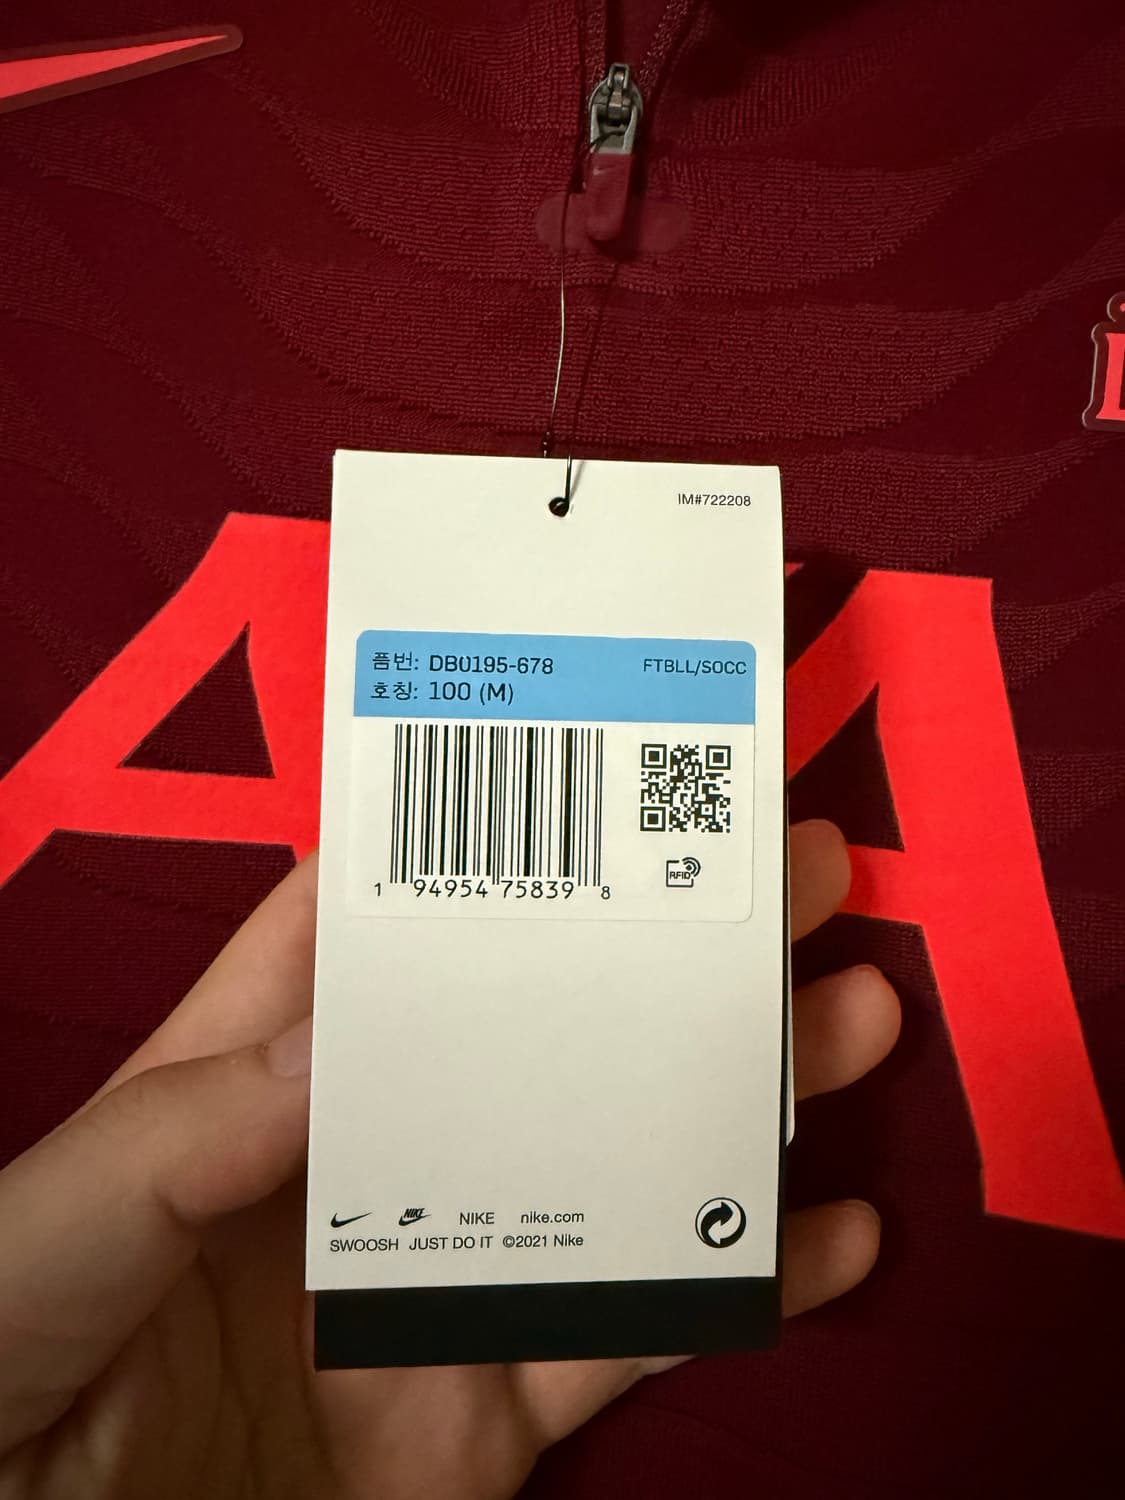 IM#722208
품번: DB0195-678
FTBLL/SOCC
호칭: 100 (M)
1 94954 75839 8
RFID
NIKE
NIKE nike.com
SWOOSH JUST DO IT ©2021 Nike
A A
L